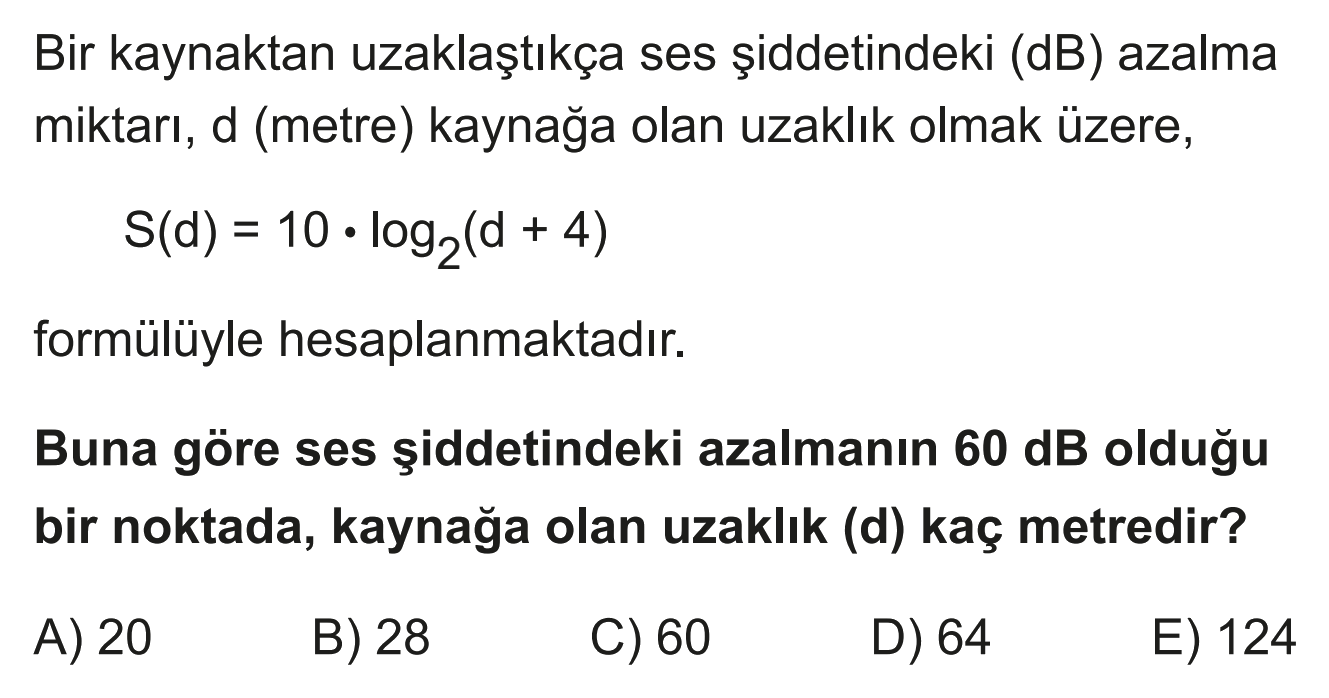 Bir kaynaktan uzaklaştıkça ses şiddetindeki (dB) azalma
miktarı, d (metre) kaynağa olan uzaklık olmak üzere,
S(d) = 10 • log₂(d + 4)
formülüyle hesaplanmaktadır.
Buna göre ses şiddetindeki azalmanın 60 dB olduğu
bir noktada, kaynağa olan uzaklık (d) kaç metredir?
A) 20 B) 28 C) 60 D) 64 E) 124